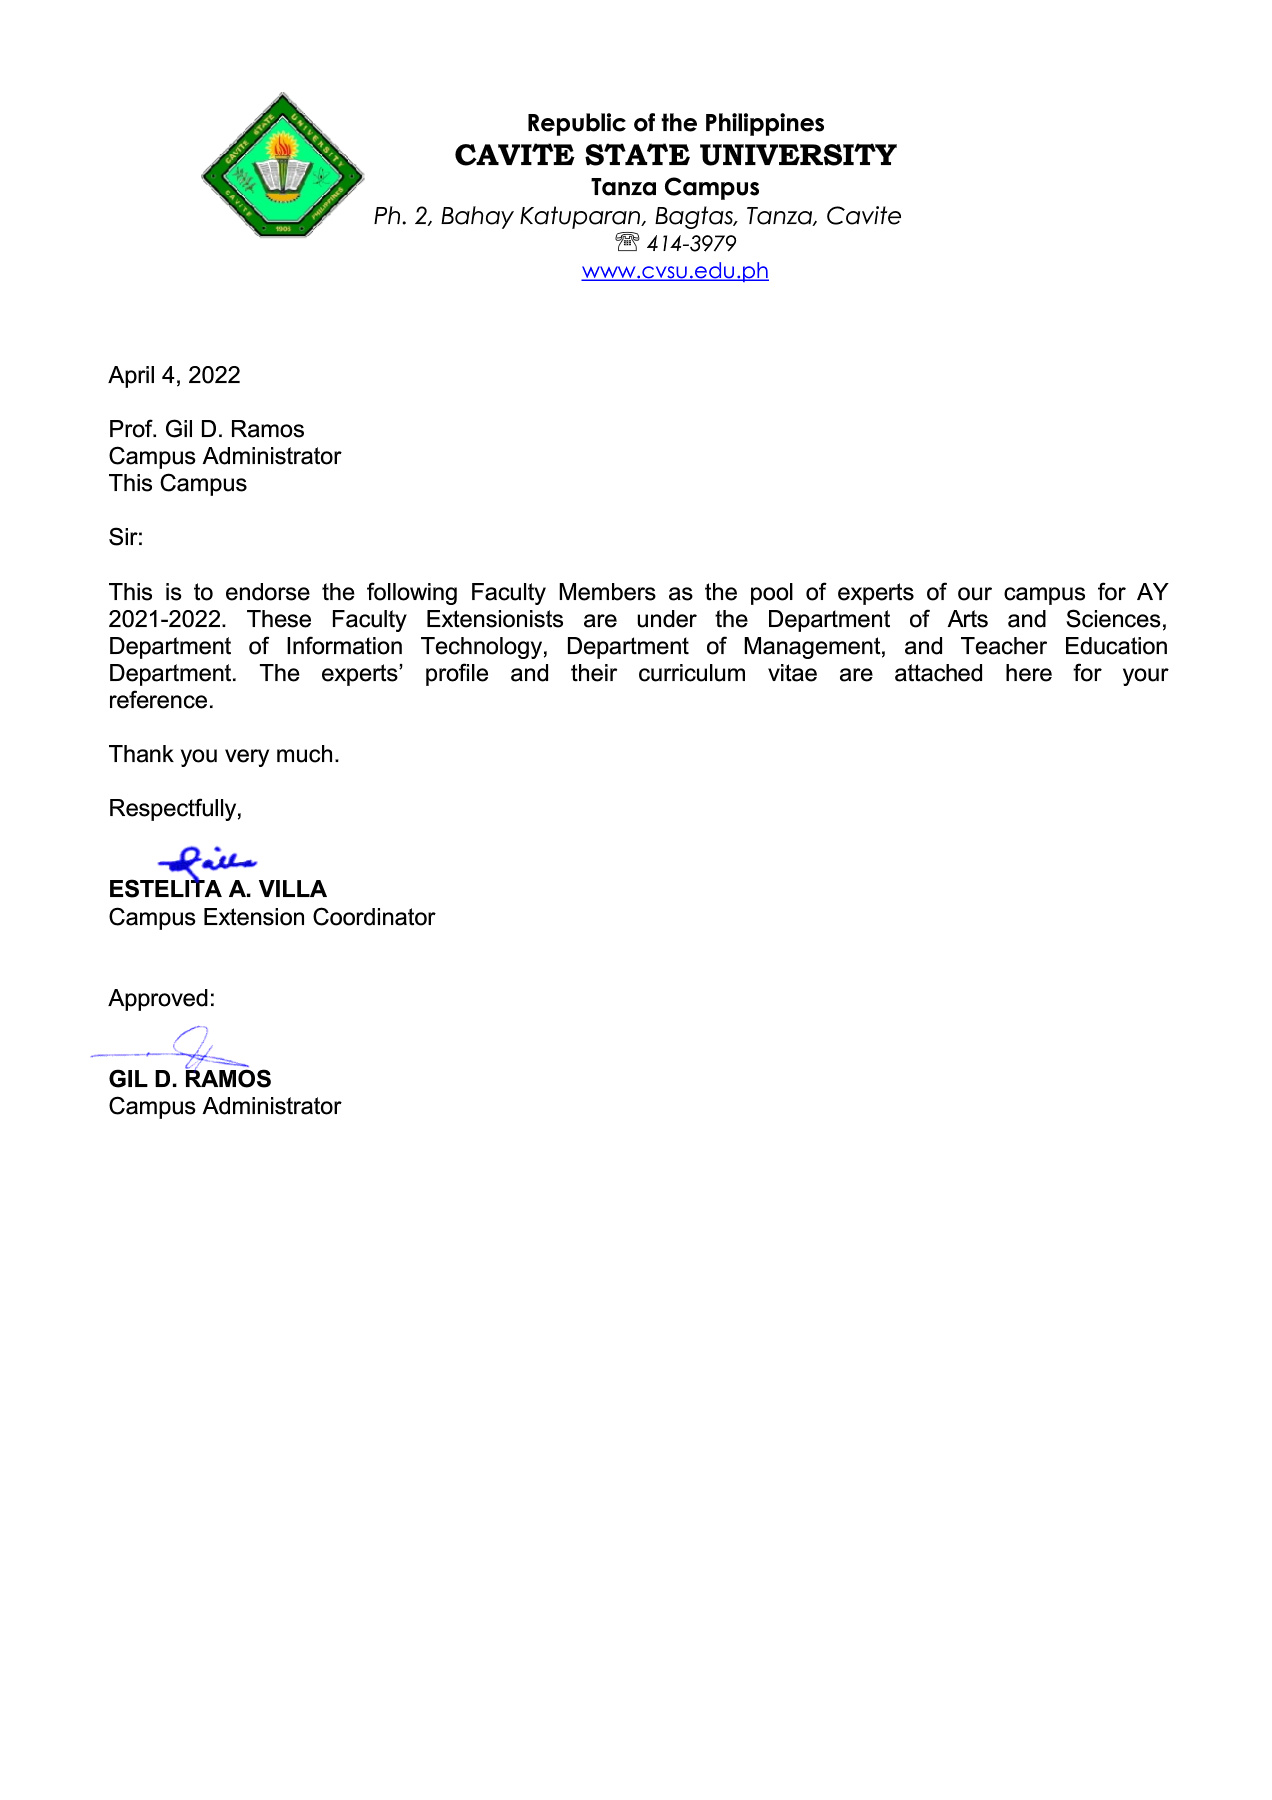 CAVITE STATE UNIVERSITY
CAVITE PHILIPPINES
1906
Republic of the Philippines
CAVITE STATE UNIVERSITY
Tanza Campus
Ph. 2, Bahay Katuparan, Bagtas, Tanza, Cavite
☏ 414-3979
www.cvsu.edu.ph
April 4, 2022
Prof. Gil D. Ramos
Campus Administrator
This Campus
Sir:
This is to endorse the following Faculty Members as the pool of experts of our campus for AY
2021-2022. These Faculty Extensionists are under the Department of Arts and Sciences,
Department of Information Technology, Department of Management, and Teacher Education
Department. The experts’ profile and their curriculum vitae are attached here for your
reference.
Thank you very much.
Respectfully,
ESTELITA A. VILLA
Campus Extension Coordinator
Approved:
GIL D. RAMOS
Campus Administrator